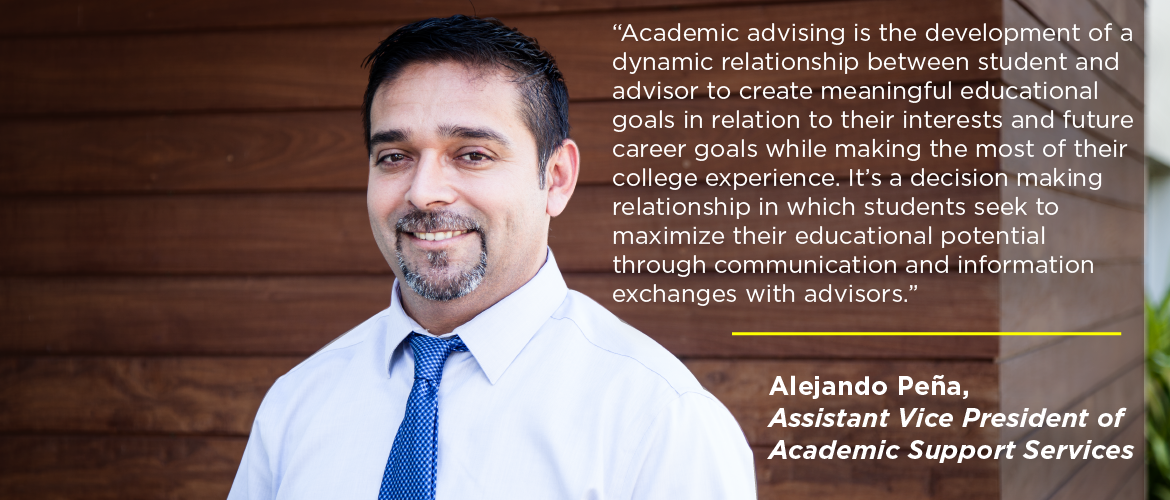 “Academic advising is the development of a
dynamic relationship between student and
advisor to create meaningful educational
goals in relation to their interests and future
career goals while making the most of their
college experience. It’s a decision making
relationship in which students seek to
maximize their educational potential
through communication and information
exchanges with advisors.”
Alejando Peña,
Assistant Vice President of
Academic Support Services